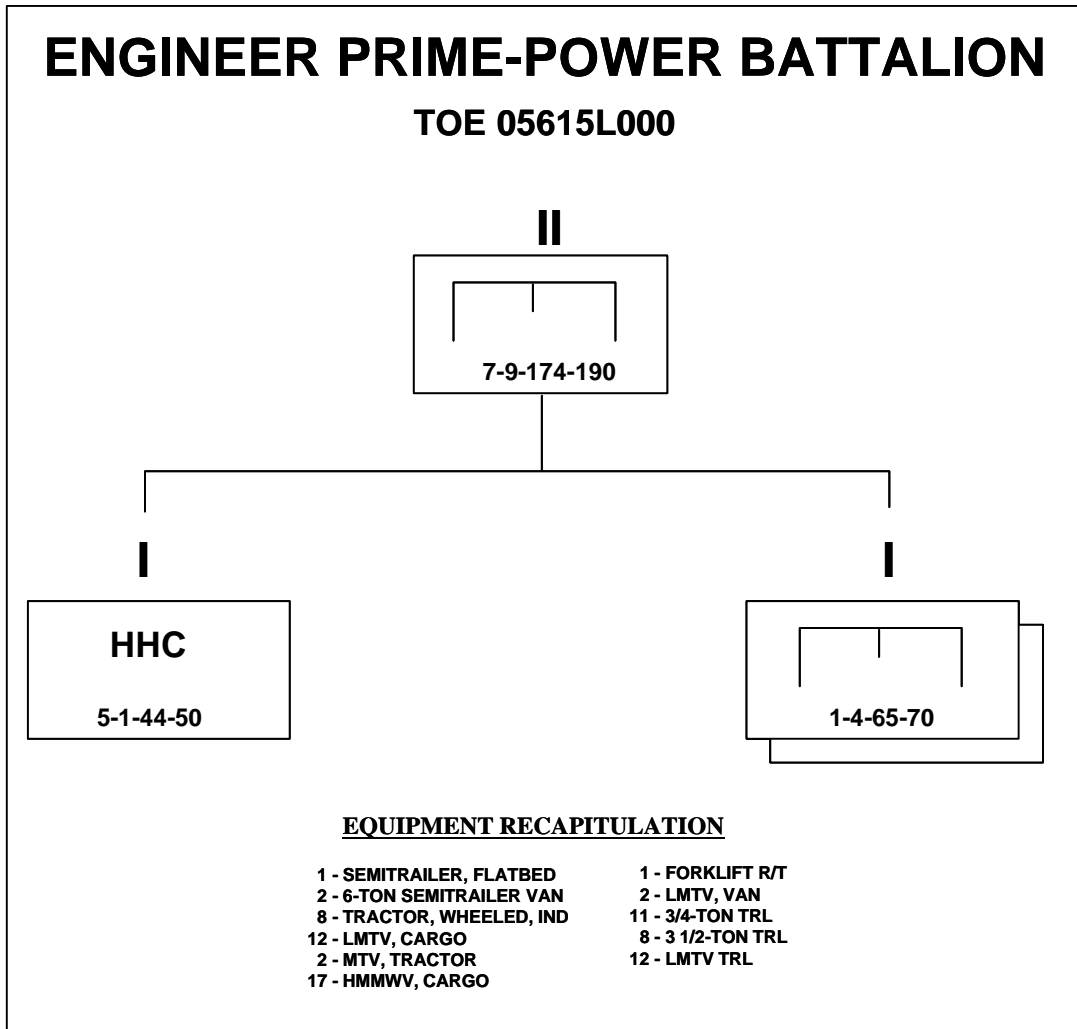 ENGINEER PRIME-POWER BATTALION
TOE 05615L000
II
7-9-174-190
I
I
HHC
5-1-44-50
1-4-65-70
EQUIPMENT RECAPITULATION
1 - SEMITRAILER, FLATBED
2 - 6-TON SEMITRAILER VAN
8 - TRACTOR, WHEELED, IND
12 - LMTV, CARGO
2 - MTV, TRACTOR
17 - HMMWV, CARGO
1 - FORKLIFT R/T
2 - LMTV, VAN
11 - 3/4-TON TRL
8 - 3 1/2-TON TRL
12 - LMTV TRL